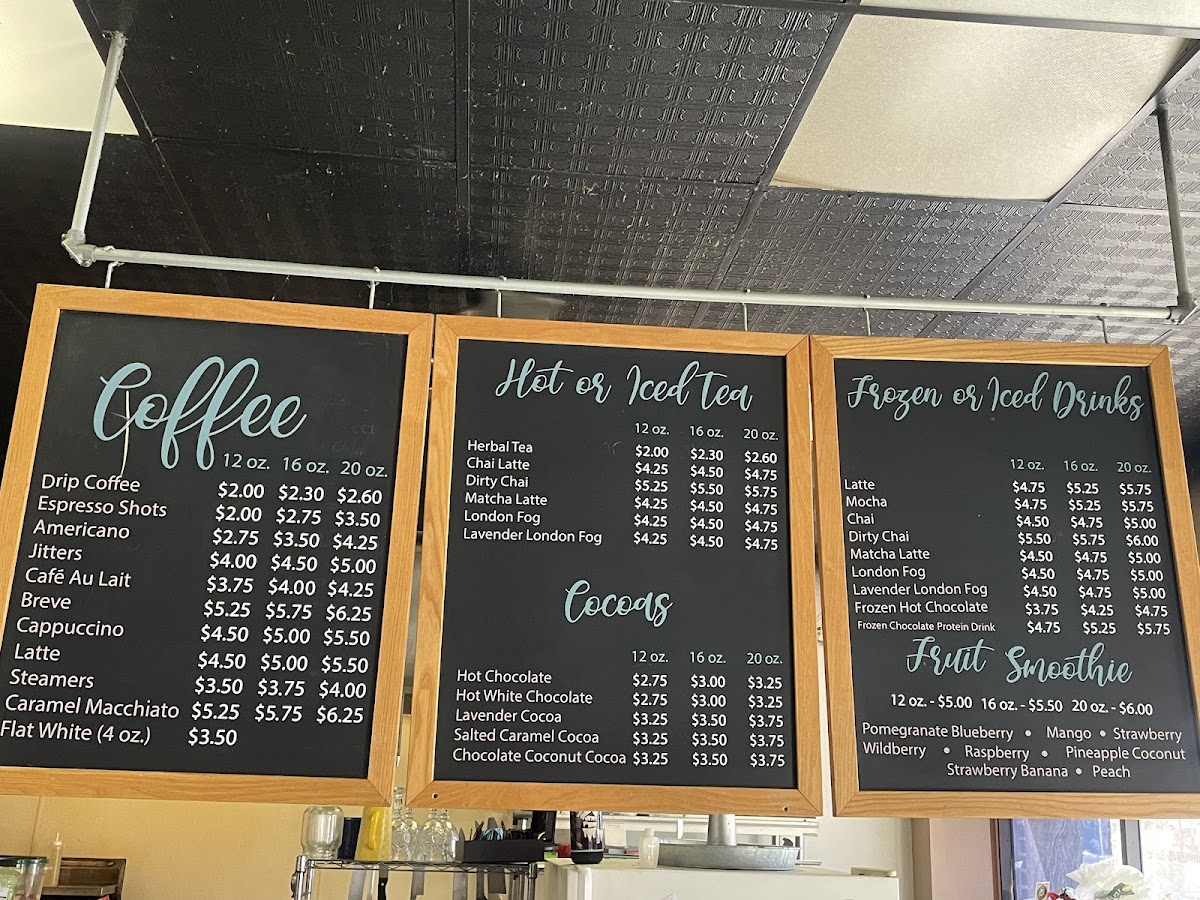 Coffee
12 oz. 16 oz. 20 oz.
Drip Coffee $2.00 $2.30 $2.60
Espresso Shots $2.00 $2.75 $3.50
Americano $2.75 $3.50 $4.25
Jitters $4.00 $4.50 $5.00
Café Au Lait $3.75 $4.00 $4.25
Breve $5.25 $5.75 $6.25
Cappuccino $4.50 $5.00 $5.50
Latte $4.50 $5.00 $5.50
Steamers $3.50 $3.75 $4.00
Caramel Macchiato $5.25 $5.75 $6.25
Flat White (4 oz.) $3.50
Hot or Iced Tea
12 oz. 16 oz. 20 oz.
Herbal Tea $2.00 $2.30 $2.60
Chai Latte $4.25 $4.50 $4.75
Dirty Chai $5.25 $5.50 $5.75
Matcha Latte $4.25 $4.50 $4.75
London Fog $4.25 $4.50 $4.75
Lavender London Fog $4.25 $4.50 $4.75
Cocoas
12 oz. 16 oz. 20 oz.
Hot Chocolate $2.75 $3.00 $3.25
Hot White Chocolate $2.75 $3.00 $3.25
Lavender Cocoa $3.25 $3.50 $3.75
Salted Caramel Cocoa $3.25 $3.50 $3.75
Chocolate Coconut Cocoa $3.25 $3.50 $3.75
Frozen or Iced Drinks
12 oz. 16 oz. 20 oz.
Latte $4.75 $5.25 $5.75
Mocha $4.75 $5.25 $5.75
Chai $4.50 $4.75 $5.00
Dirty Chai $5.50 $5.75 $6.00
Matcha Latte $4.50 $4.75 $5.00
London Fog $4.50 $4.75 $5.00
Lavender London Fog $4.50 $4.75 $5.00
Frozen Hot Chocolate $3.75 $4.25 $4.75
Frozen Chocolate Protein Drink $4.75 $5.25 $5.75
Fruit Smoothie
12 oz. - $5.00 16 oz. - $5.50 20 oz. - $6.00
Pomegranate Blueberry • Mango • Strawberry
Wildberry • Raspberry • Pineapple Coconut
Strawberry Banana • Peach